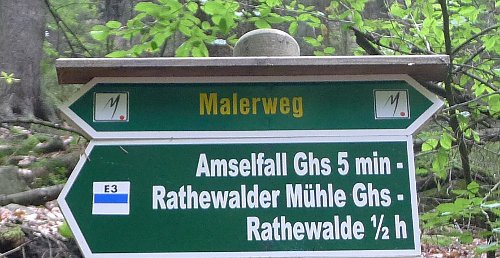 M Malerweg M
Amselfall Ghs 5 min -
E3
Rathewalder Mühle Ghs -
Rathewalde ½ h